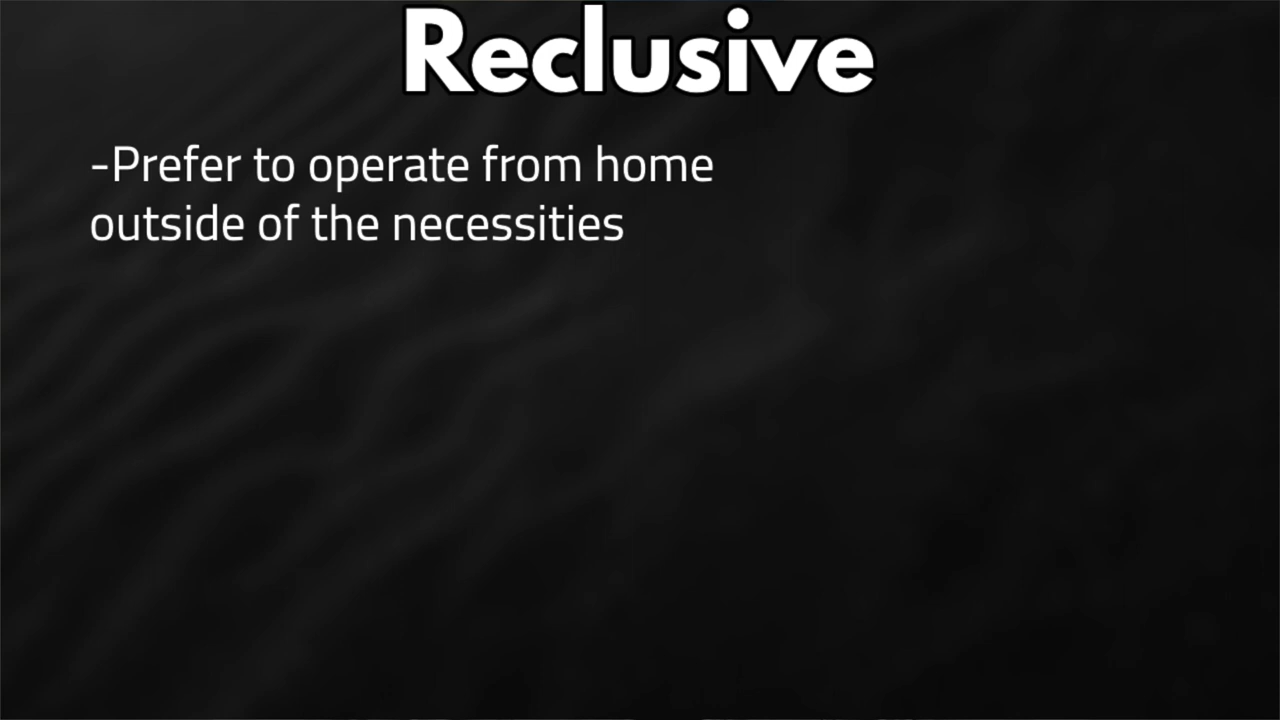 Reclusive
-Prefer to operate from home
outside of the necessities